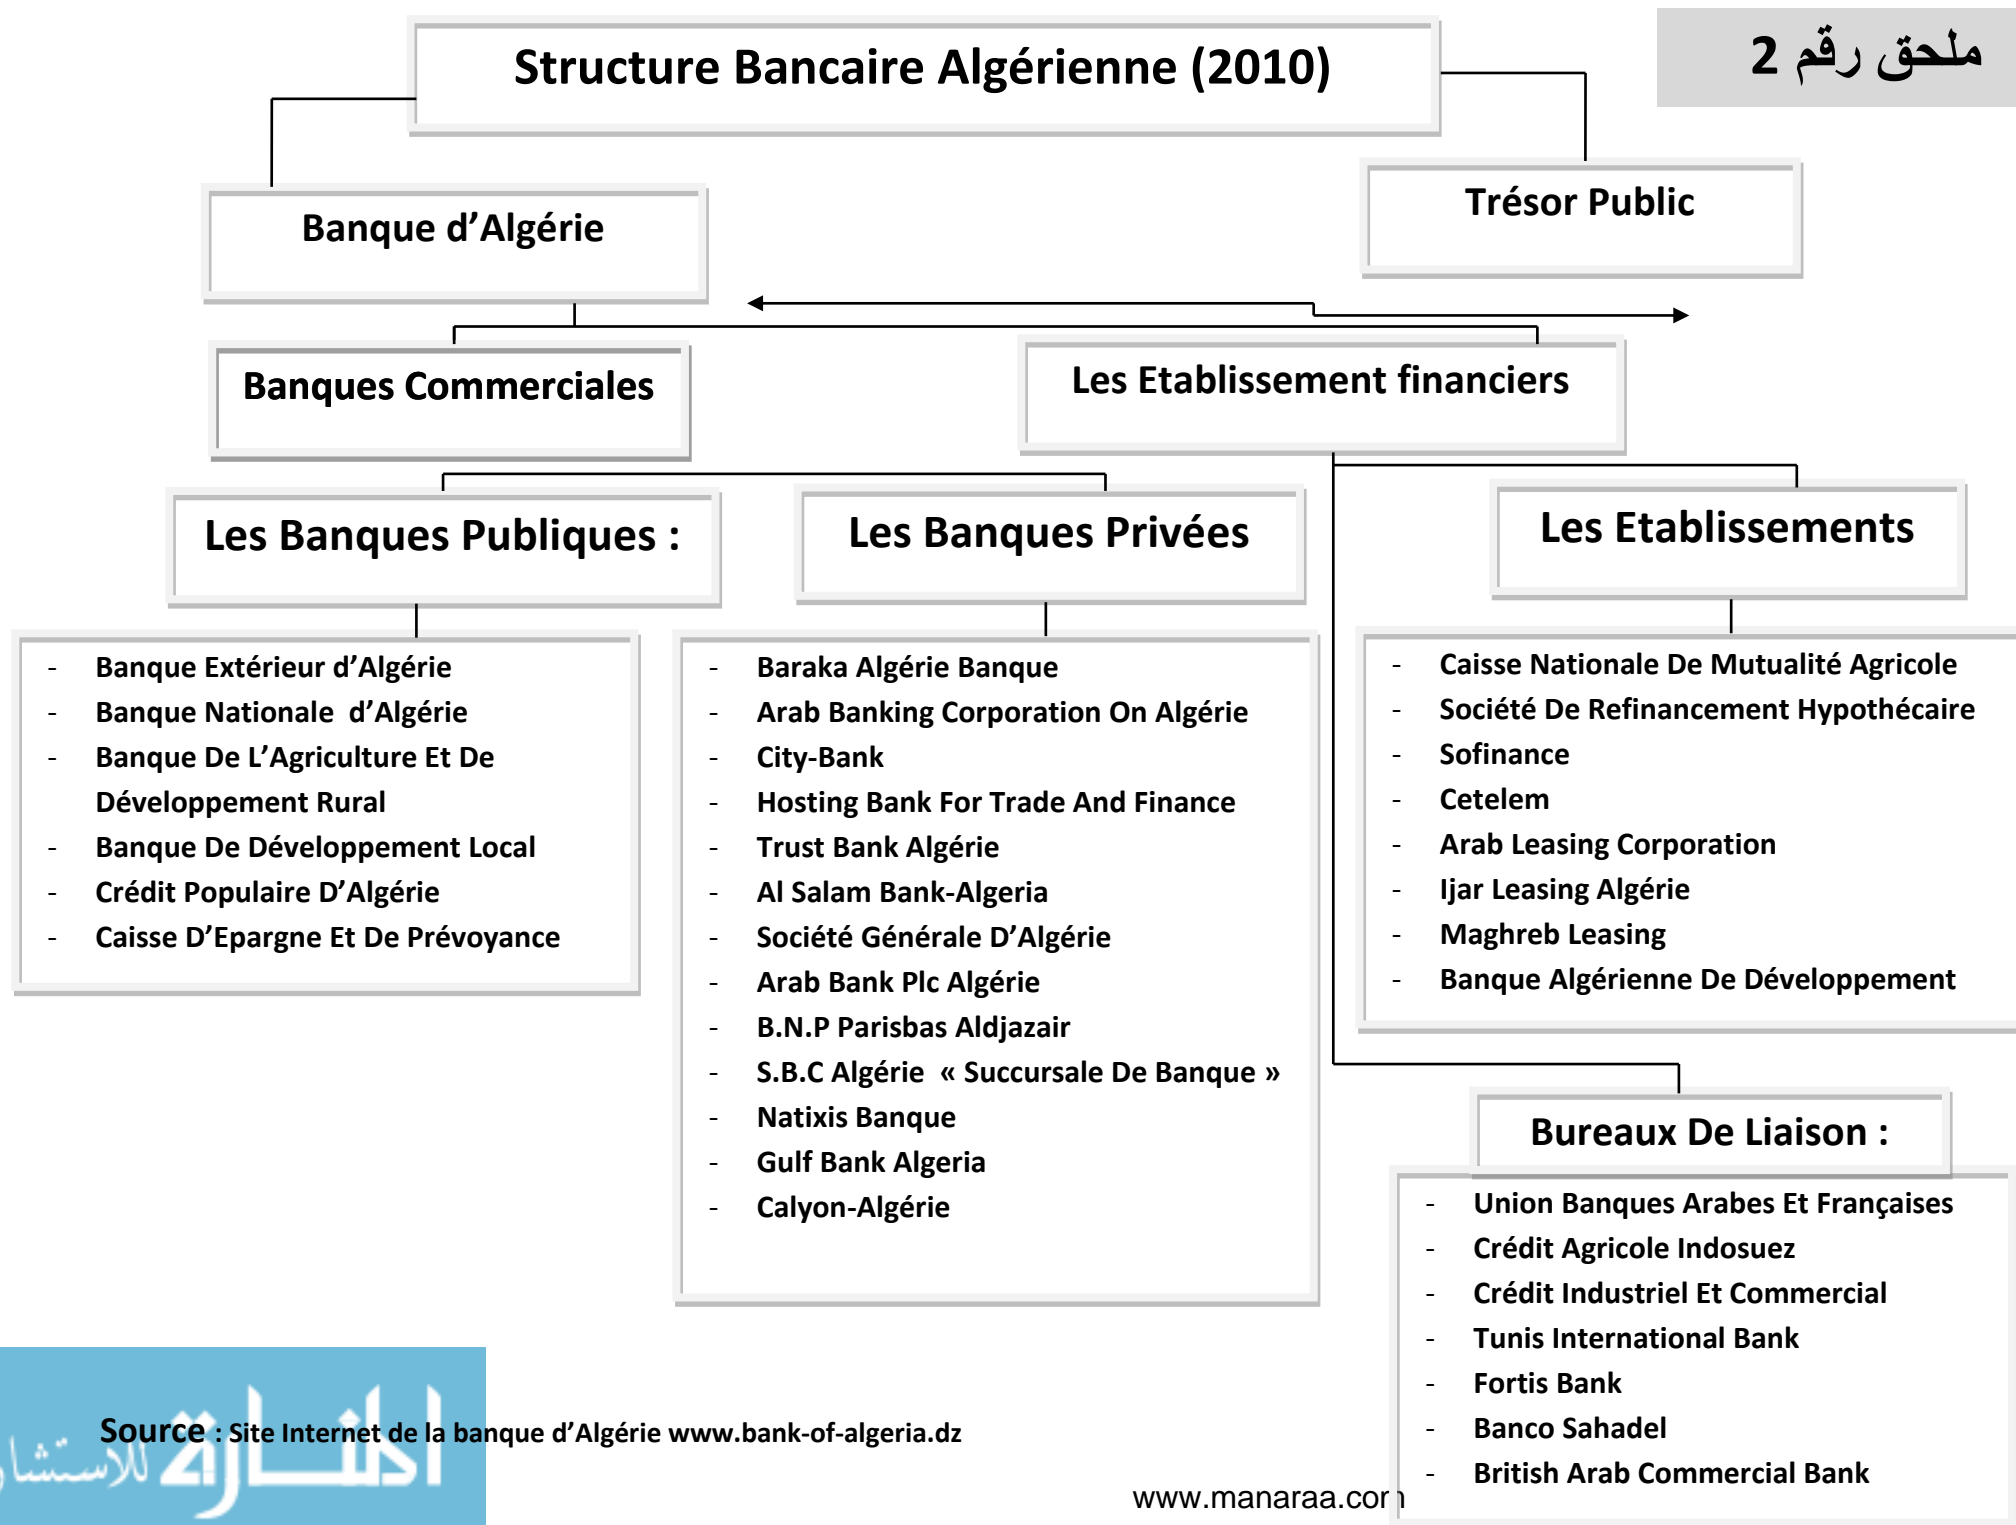 Structure Bancaire Algérienne (2010)
ملحق رقم 2
Banque d’Algérie
Trésor Public
Banques Commerciales
Les Etablissement financiers
Les Banques Publiques :
Les Banques Privées
Les Etablissements
- Banque Extérieur d’Algérie
- Banque Nationale d’Algérie
- Banque De L’Agriculture Et De
Développement Rural
- Banque De Développement Local
- Crédit Populaire D’Algérie
- Caisse D’Epargne Et De Prévoyance
- Baraka Algérie Banque
- Arab Banking Corporation On Algérie
- City-Bank
- Hosting Bank For Trade And Finance
- Trust Bank Algérie
- Al Salam Bank-Algeria
- Société Générale D’Algérie
- Arab Bank Plc Algérie
- B.N.P Parisbas Aldjazair
- S.B.C Algérie « Succursale De Banque »
- Natixis Banque
- Gulf Bank Algeria
- Calyon-Algérie
- Caisse Nationale De Mutualité Agricole
- Société De Refinancement Hypothécaire
- Sofinance
- Cetelem
- Arab Leasing Corporation
- Ijar Leasing Algérie
- Maghreb Leasing
- Banque Algérienne De Développement
Bureaux De Liaison :
- Union Banques Arabes Et Françaises
- Crédit Agricole Indosuez
- Crédit Industriel Et Commercial
- Tunis International Bank
- Fortis Bank
- Banco Sahadel
- British Arab Commercial Bank
Source : Site Internet de la banque d’Algérie www.bank-of-algeria.dz
المنارة
www.manaraa.com